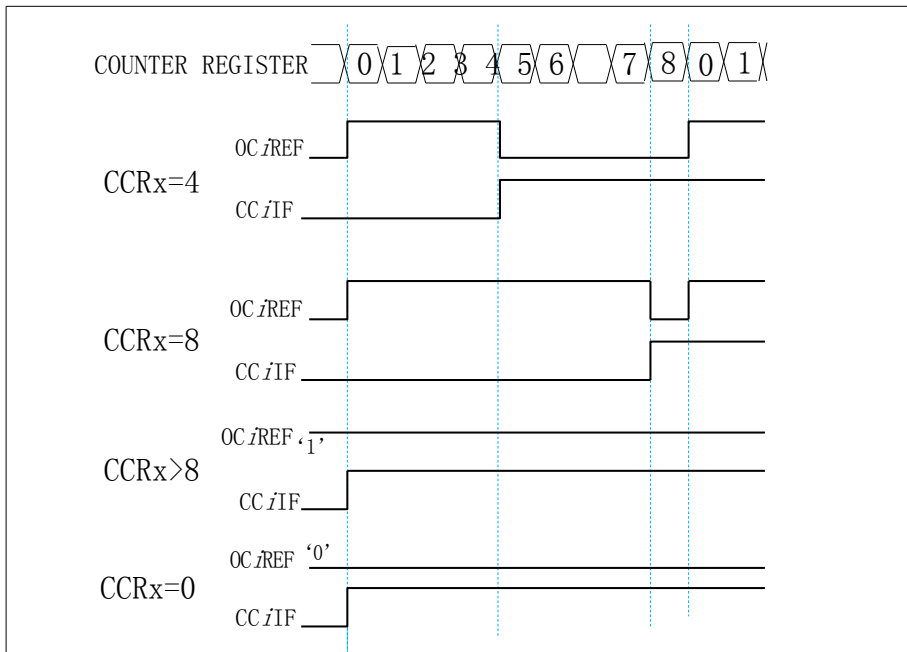 COUNTER REGISTER 0 1 2 3 4 5 6 7 8 0 1
OCiREF
CCRx=4
CCiIF
OCiREF
CCRx=8
CCiIF
OCiREF ‘1’
CCRx>8
CCiIF
OCiREF ‘0’
CCRx=0
CCiIF